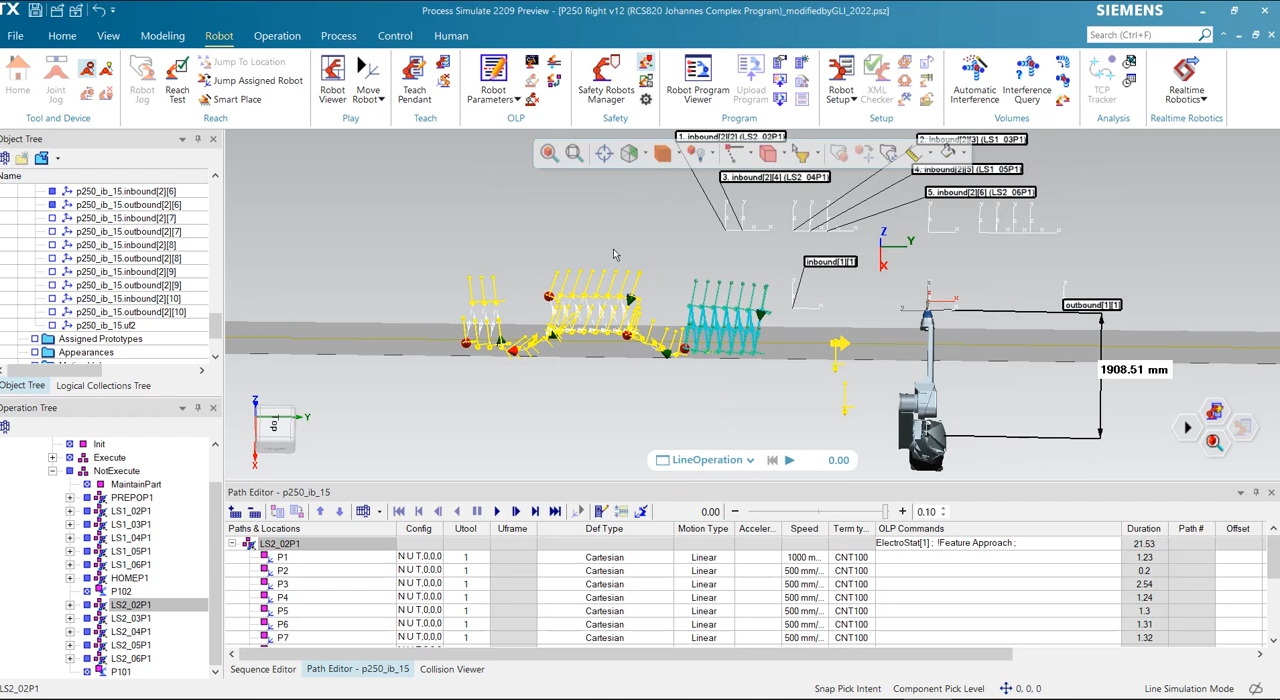 TX
Process Simulate 2209 Preview - [P250 Right v12 (RCS820 Johannes Complex Program)_modifiedbyGLI_2022.psz]
SIEMENS
File Home View Modeling Robot Operation Process Control Human
Search (Ctrl+F)
Home
Joint Jog
Robot Jog
Reach Test
Jump To Location
Jump Assigned Robot
Smart Place
Robot Viewer
Move Robot
Teach Pendant
Robot Parameters
Safety Robots Manager
Robot Program Viewer
Upload Program
Robot Setup
XML Checker
Automatic Interference
Interference Query
TCP Tracker
Realtime Robotics
Tool and Device
Reach
Play
Teach
OLP
Safety
Program
Setup
Volumes
Analysis
Realtime Robotics
Object Tree
Name
p250_ib_15.inbound[2][6]
p250_ib_15.outbound[2][6]
p250_ib_15.inbound[2][7]
p250_ib_15.outbound[2][7]
p250_ib_15.inbound[2][8]
p250_ib_15.outbound[2][8]
p250_ib_15.inbound[2][9]
p250_ib_15.outbound[2][9]
p250_ib_15.inbound[2][10]
p250_ib_15.outbound[2][10]
p250_ib_15.uf2
Assigned Prototypes
Appearances
Object Tree
Logical Collections Tree
Operation Tree
Init
Execute
NotExecute
MaintainPart
PREPOP1
LS1_02P1
LS1_03P1
LS1_04P1
LS1_05P1
LS1_06P1
HOMEP1
P102
LS2_02P1
LS2_03P1
LS2_04P1
LS2_05P1
LS2_06P1
P101
1. inbound[2][2] (LS2_02P1)
2. inbound[2][3] (LS1_03P1)
3. inbound[2][4] (LS2_04P1)
4. inbound[2][5] (LS1_05P1)
5. inbound[2][6] (LS2_06P1)
inbound[1][1]
outbound[1][1]
Z
Y
X
1908.51 mm
Z
Top
Y
X
LineOperation
0.00
Path Editor - p250_ib_15
0.00
0.10
Paths & Locations Config Utool Uframe Def Type Motion Type Acceler... Speed Term ty... OLP Commands Duration Path # Offset
LS2_02P1 ElectroStat[1] ; !Feature Approach ; 21.53
P1 N U T,0,0,0 1 Cartesian Linear 1000 m... CNT100 1.23
P2 N U T,0,0,0 1 Cartesian Linear 500 mm/... CNT100 0.2
P3 N U T,0,0,0 1 Cartesian Linear 500 mm/... CNT100 2.54
P4 N U T,0,0,0 1 Cartesian Linear 500 mm/... CNT100 1.24
P5 N U T,0,0,0 1 Cartesian Linear 500 mm/... CNT100 1.3
P6 N U T,0,0,0 1 Cartesian Linear 500 mm/... CNT100 1.31
P7 N U T,0,0,0 1 Cartesian Linear 500 mm/... CNT100 1.32
Sequence Editor
Path Editor - p250_ib_15
Collision Viewer
LS2_02P1
Snap Pick Intent
Component Pick Level
0, 0, 0
Line Simulation Mode